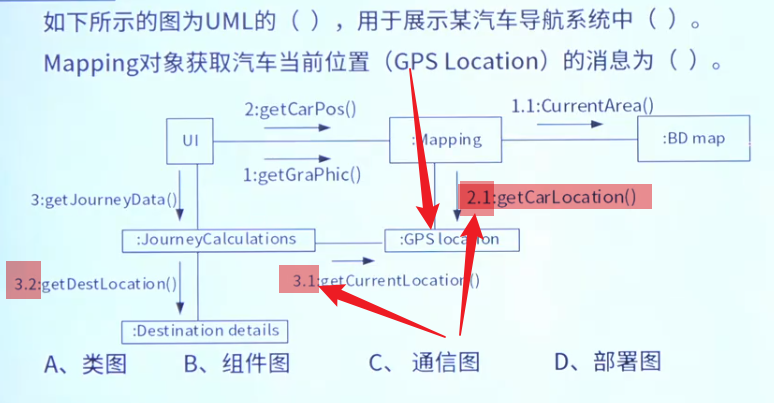 如下所示的图为UML的（ ），用于展示某汽车导航系统中（ ）。
Mapping对象获取汽车当前位置（GPS Location）的消息为（ ）。
2:getCarPos()
1.1:CurrentArea()
UI
:Mapping
:BD map
1:getGraPhic()
3:getJourneyData()
2.1:getCarLocation()
:JourneyCalculations
:GPS location
3.2:getDestLocation()
3.1:getCurrentLocation()
:Destination details
A、类图 B、组件图 C、 通信图 D、部署图